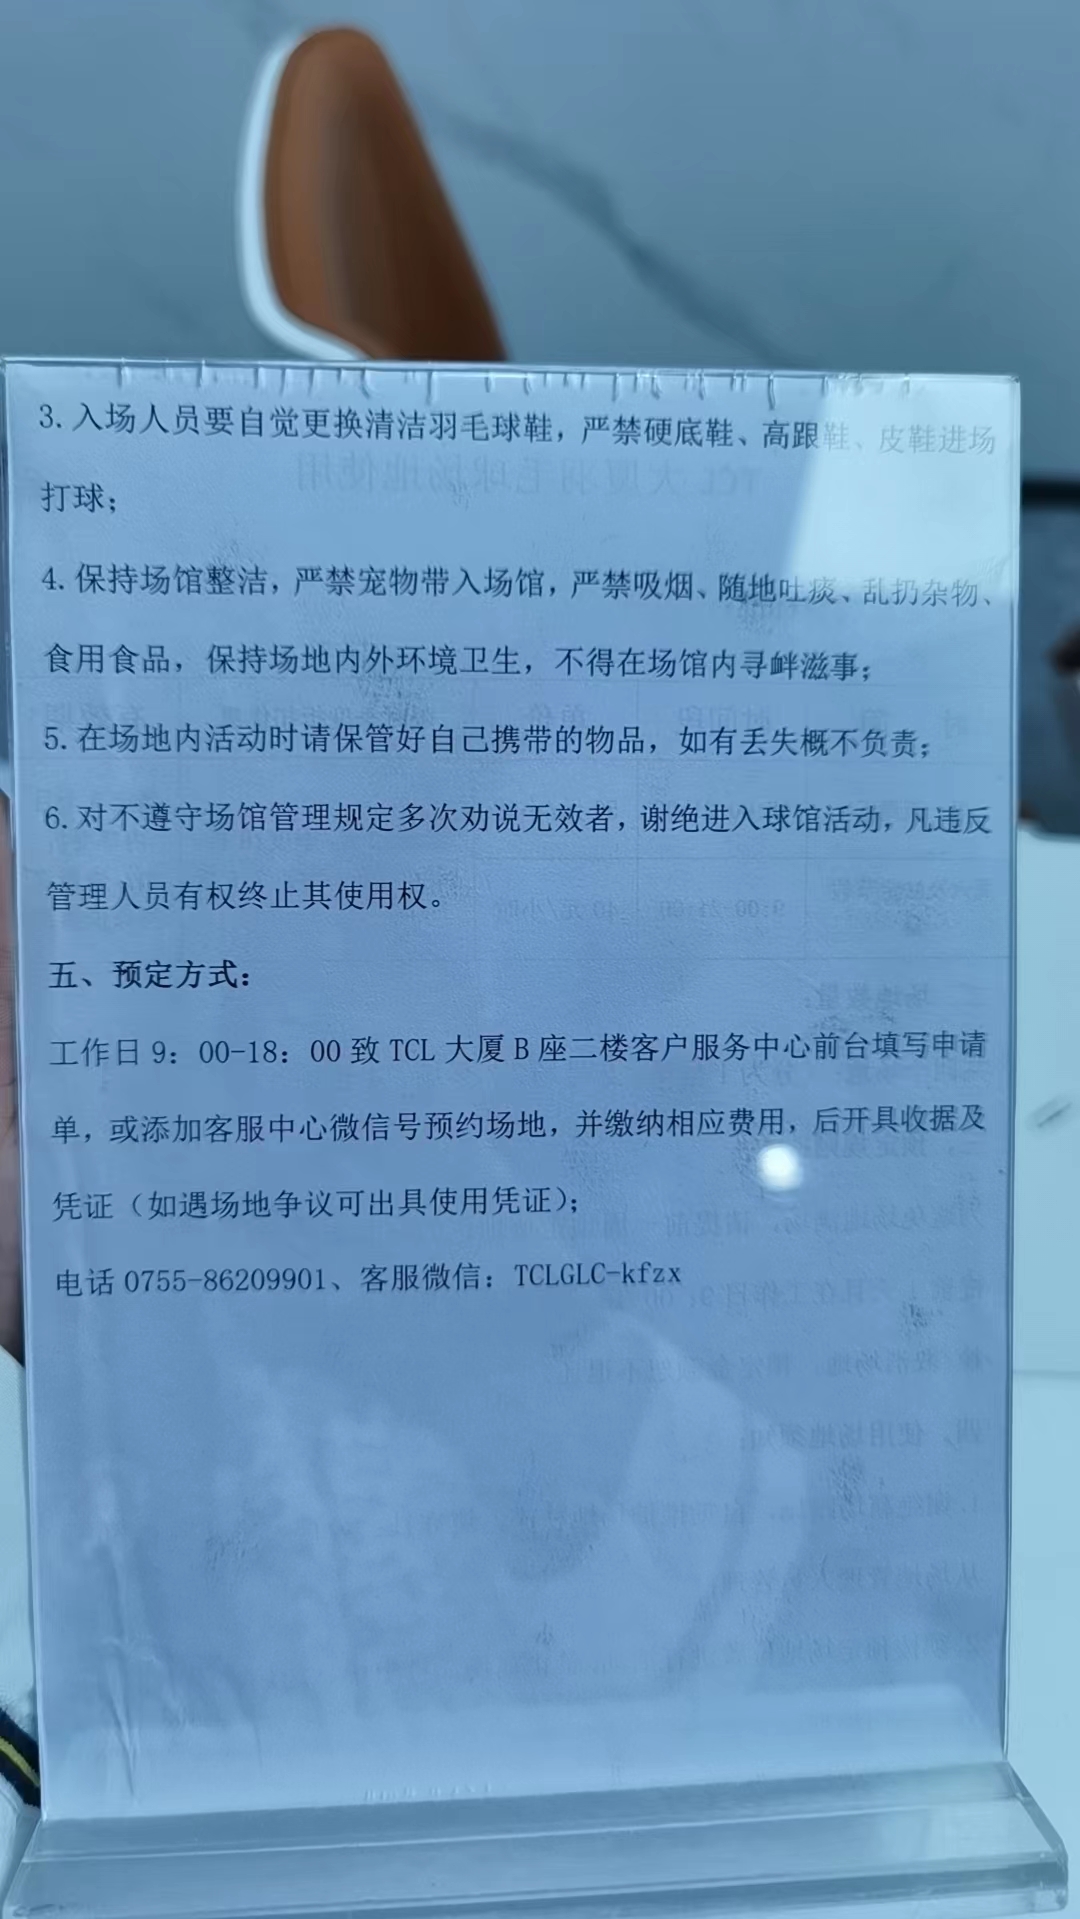 3.入场人员要自觉更换清洁羽毛球鞋，严禁硬底鞋、高跟鞋、皮鞋进场
打球；
4.保持场馆整洁，严禁宠物带入场馆，严禁吸烟、随地吐痰、乱扔杂物、
食用食品，保持场地内外环境卫生，不得在场馆内寻衅滋事；
5.在场地内活动时请保管好自己携带的物品，如有丢失概不负责；
6.对不遵守场馆管理规定多次劝说无效者，谢绝进入球馆活动，凡违反
管理人员有权终止其使用权。
五、预定方式：
工作日9：00-18：00致TCL大厦B座二楼客户服务中心前台填写申请
单，或添加客服中心微信号预约场地，并缴纳相应费用，后开具收据及
凭证（如遇场地争议可出具使用凭证）；
电话0755-86209901、客服微信：TCLGLC-kfzx